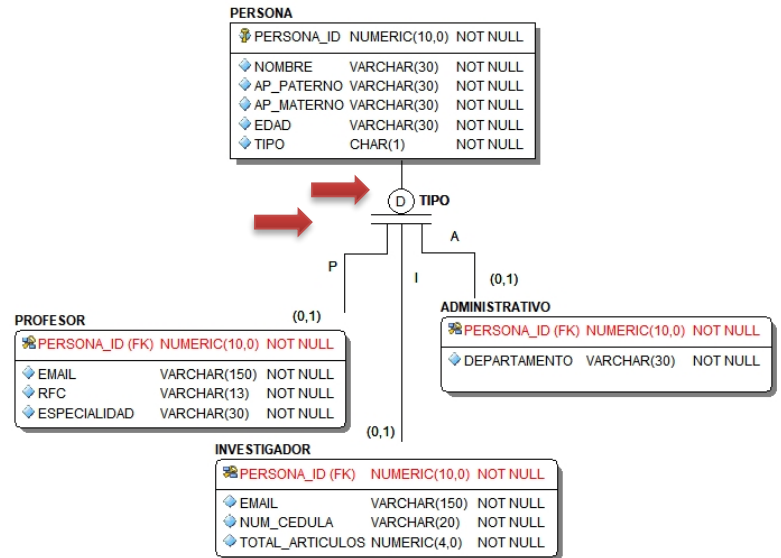 PERSONA
PERSONA_ID NUMERIC(10,0) NOT NULL
NOMBRE VARCHAR(30) NOT NULL
AP_PATERNO VARCHAR(30) NOT NULL
AP_MATERNO VARCHAR(30) NOT NULL
EDAD VARCHAR(30) NOT NULL
TIPO CHAR(1) NOT NULL
D TIPO
P
I
A
(0,1)
PROFESOR
(0,1)
PERSONA_ID (FK) NUMERIC(10,0) NOT NULL
EMAIL VARCHAR(150) NOT NULL
RFC VARCHAR(13) NOT NULL
ESPECIALIDAD VARCHAR(30) NOT NULL
ADMINISTRATIVO
PERSONA_ID (FK) NUMERIC(10,0) NOT NULL
DEPARTAMENTO VARCHAR(30) NOT NULL
(0,1)
INVESTIGADOR
PERSONA_ID (FK) NUMERIC(10,0) NOT NULL
EMAIL VARCHAR(150) NOT NULL
NUM_CEDULA VARCHAR(20) NOT NULL
TOTAL_ARTICULOS NUMERIC(4,0) NOT NULL